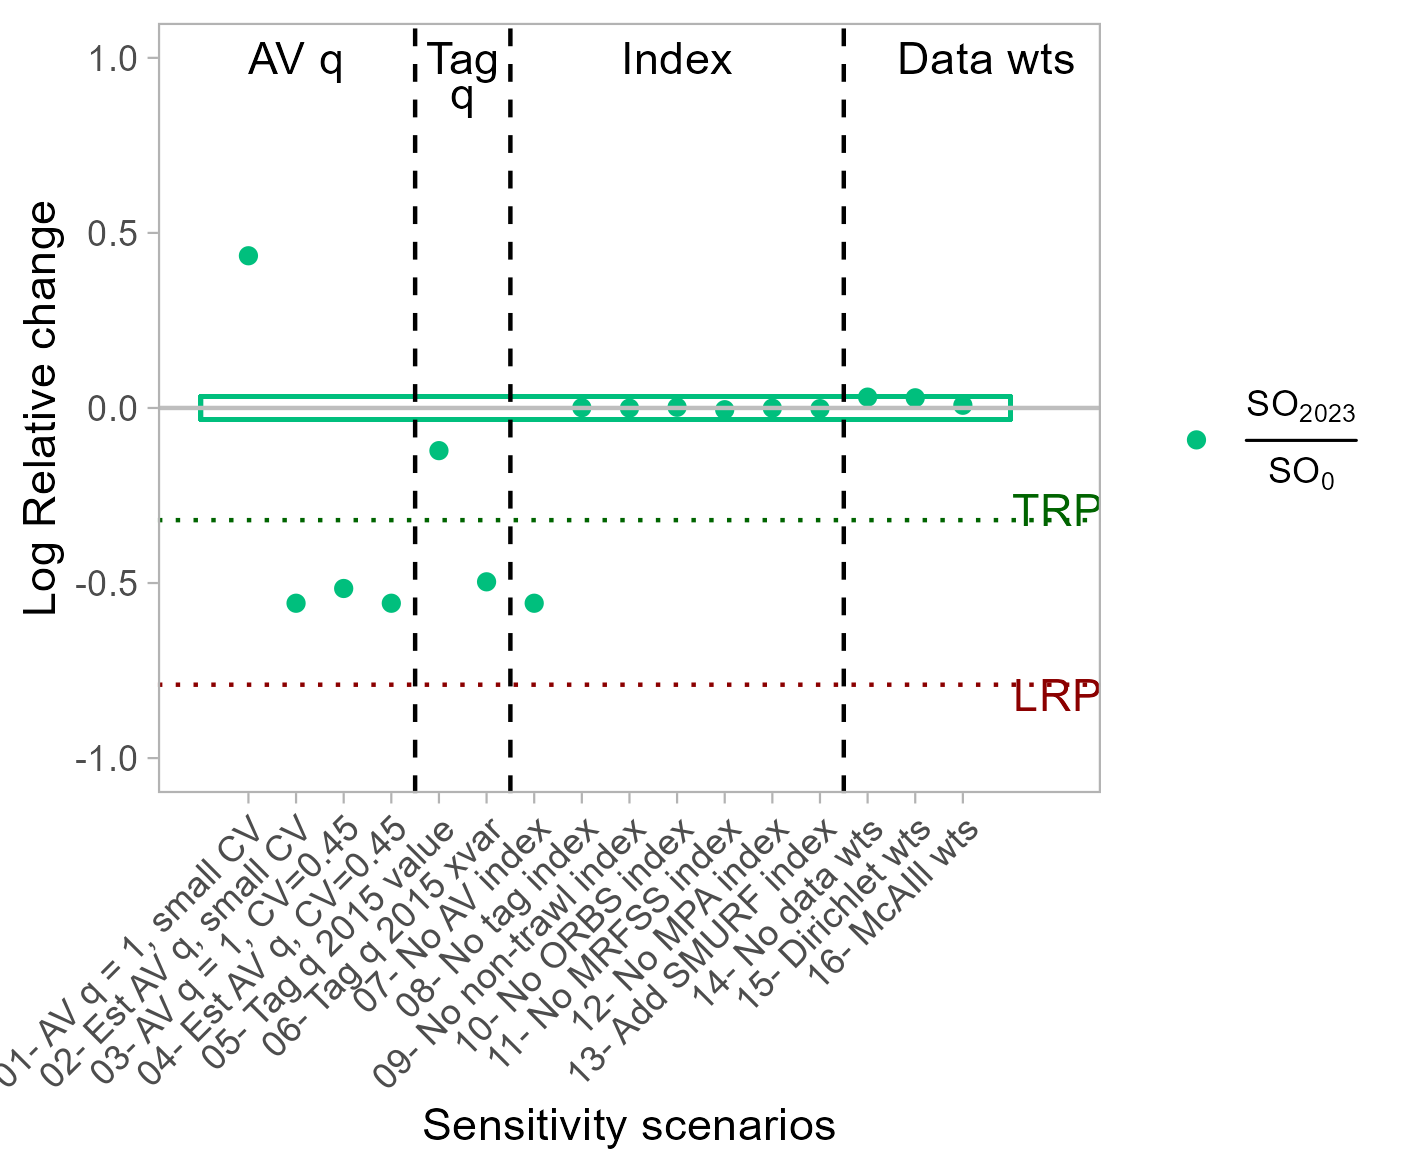 AV q
Tag
q
Index
Data wts
1.0
0.5
0.0
-0.5
-1.0
Log Relative change
TRP
LRP
SO2023
SO0
01- AV q = 1, small CV
02- Est AV q, small CV
03- AV q = 1, CV=0.45
04- Est AV q, CV=0.45
05- Tag q 2015 value
06- Tag q 2015 xvar
07- No AV index
08- No tag index
09- No non-trawl index
10- No ORBS index
11- No MRFSS index
12- No MPA index
13- Add SMURF index
14- No data wts
15- Dirichlet wts
16- McAlll wts
Sensitivity scenarios